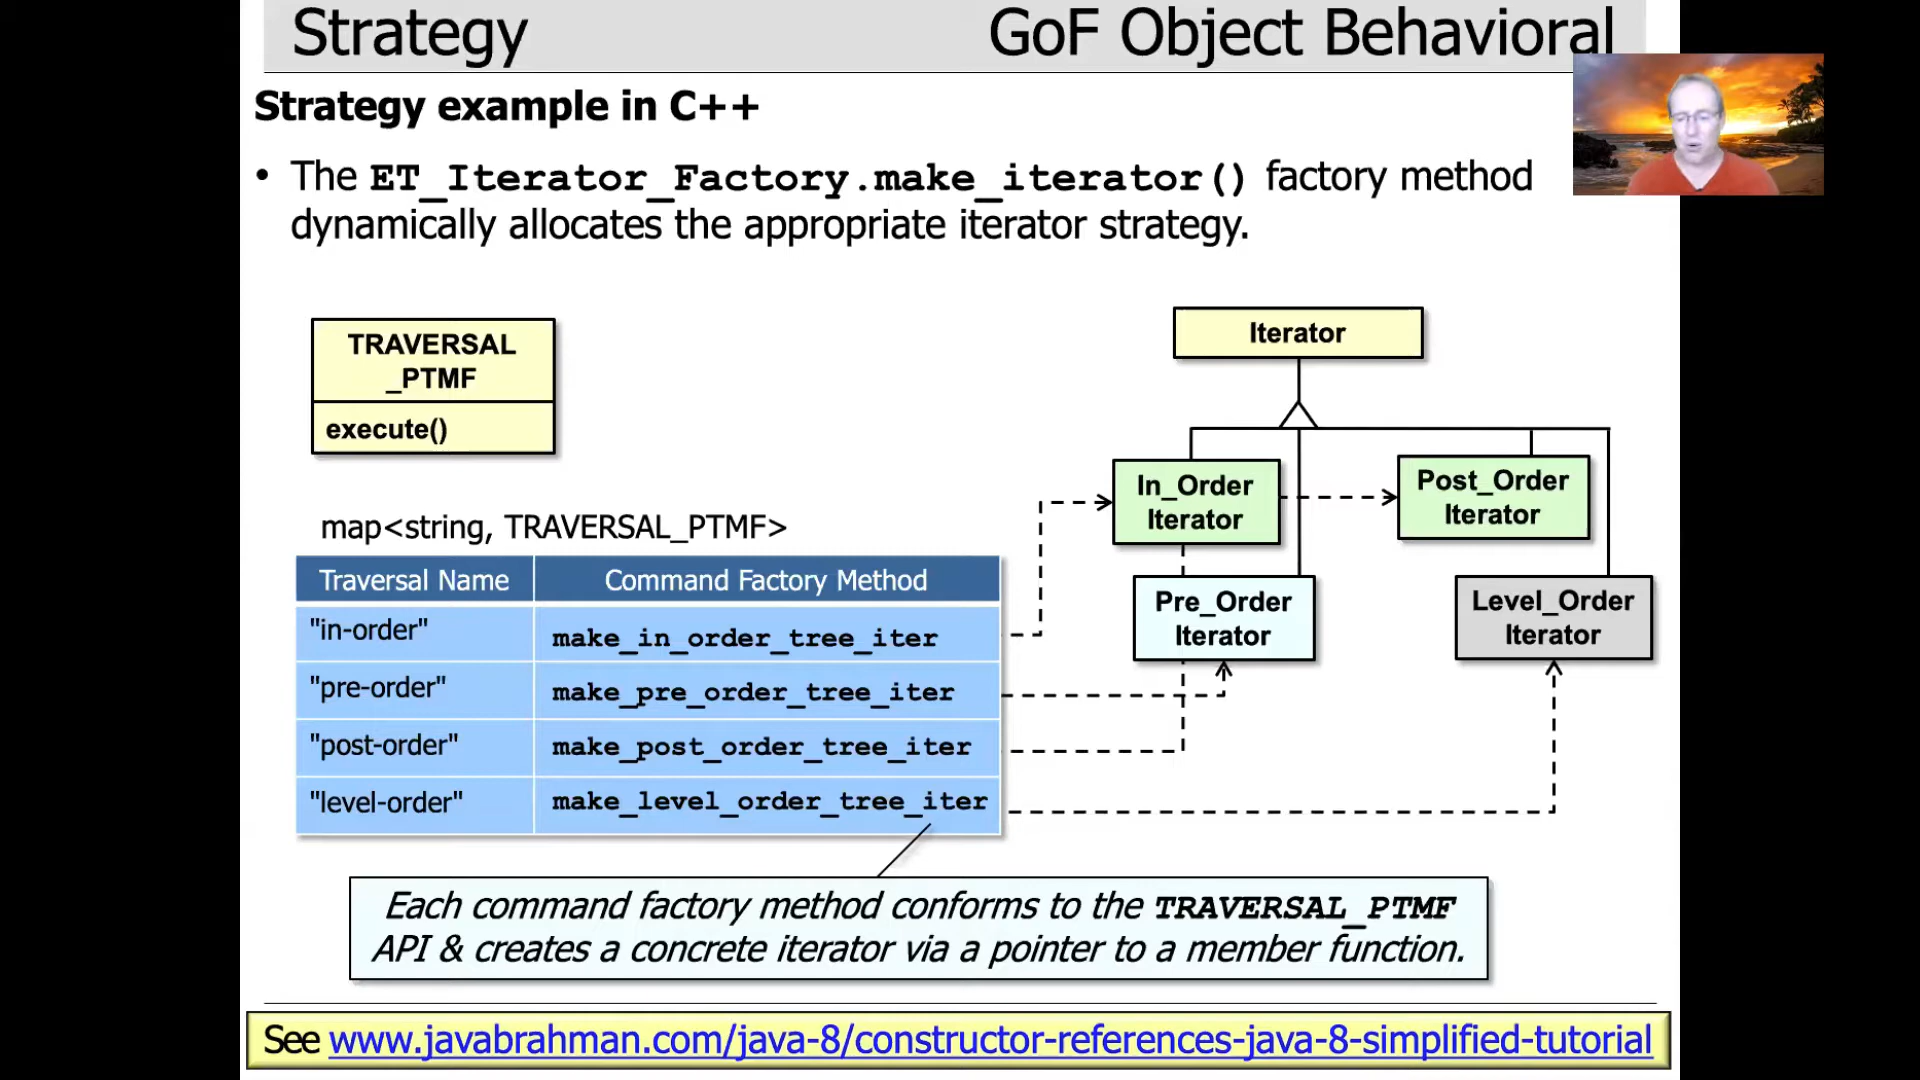 Strategy
GoF Object Behavioral
Strategy example in C++
• The ET_Iterator_Factory.make_iterator() factory method
dynamically allocates the appropriate iterator strategy.
TRAVERSAL
_PTMF
execute()
Iterator
In_Order
Iterator
Post_Order
Iterator
Pre_Order
Iterator
Level_Order
Iterator
map<string, TRAVERSAL_PTMF>
Traversal Name Command Factory Method
"in-order" make_in_order_tree_iter
"pre-order" make_pre_order_tree_iter
"post-order" make_post_order_tree_iter
"level-order" make_level_order_tree_iter
Each command factory method conforms to the TRAVERSAL_PTMF
API & creates a concrete iterator via a pointer to a member function.
See www.javabrahman.com/java-8/constructor-references-java-8-simplified-tutorial